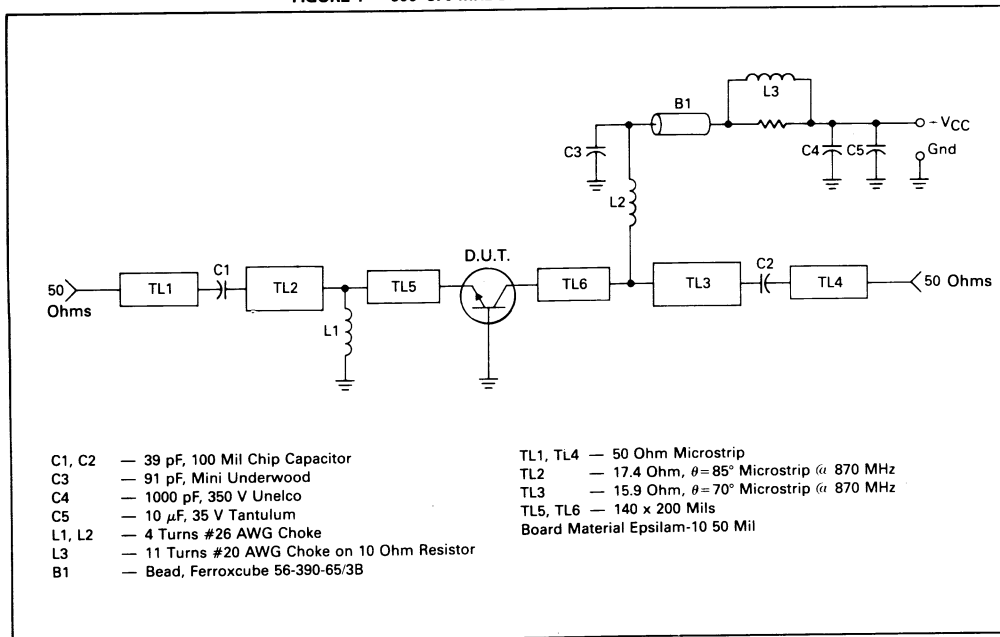 L3
B1
+ VCC
C3
C4
C5
Gnd
L2
D.U.T.
50
Ohms
TL1
C1
TL2
TL5
TL6
TL3
C2
TL4
50 Ohms
L1
C1, C2 — 39 pF, 100 Mil Chip Capacitor
C3 — 91 pF, Mini Underwood
C4 — 1000 pF, 350 V Unelco
C5 — 10 μF, 35 V Tantulum
L1, L2 — 4 Turns #26 AWG Choke
L3 — 11 Turns #20 AWG Choke on 10 Ohm Resistor
B1 — Bead, Ferroxcube 56-390-65/3B
TL1, TL4 — 50 Ohm Microstrip
TL2 — 17.4 Ohm, θ=85° Microstrip @ 870 MHz
TL3 — 15.9 Ohm, θ=70° Microstrip @ 870 MHz
TL5, TL6 — 140 x 200 Mils
Board Material Epsilam-10 50 Mil